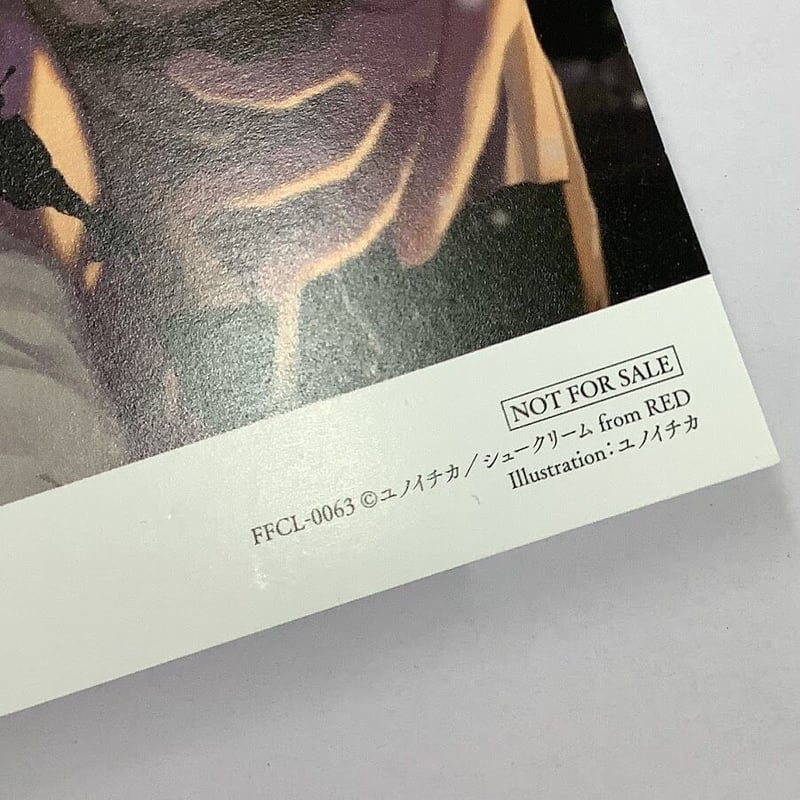 NOT FOR SALE
FFCL-0063 ©ユノイチカ/シュークリーム from RED
Illustration:ユノイチカ